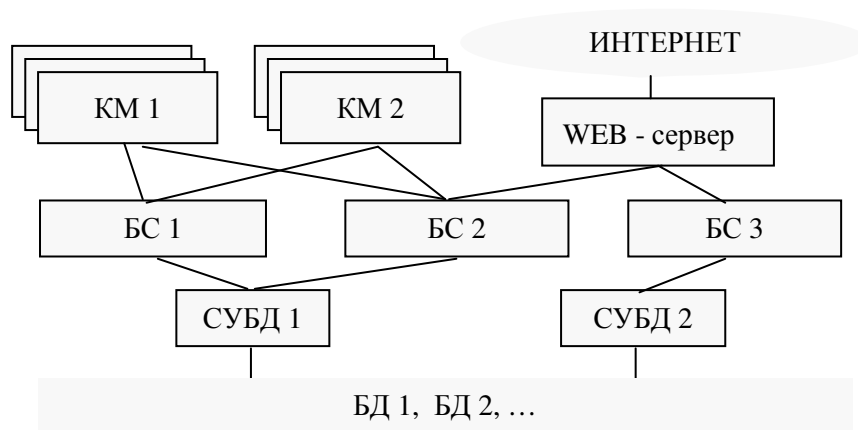 ИНТЕРНЕТ
КМ 1
КМ 2
WEB - сервер
БС 1
БС 2
БС 3
СУБД 1
СУБД 2
БД 1, БД 2, ...